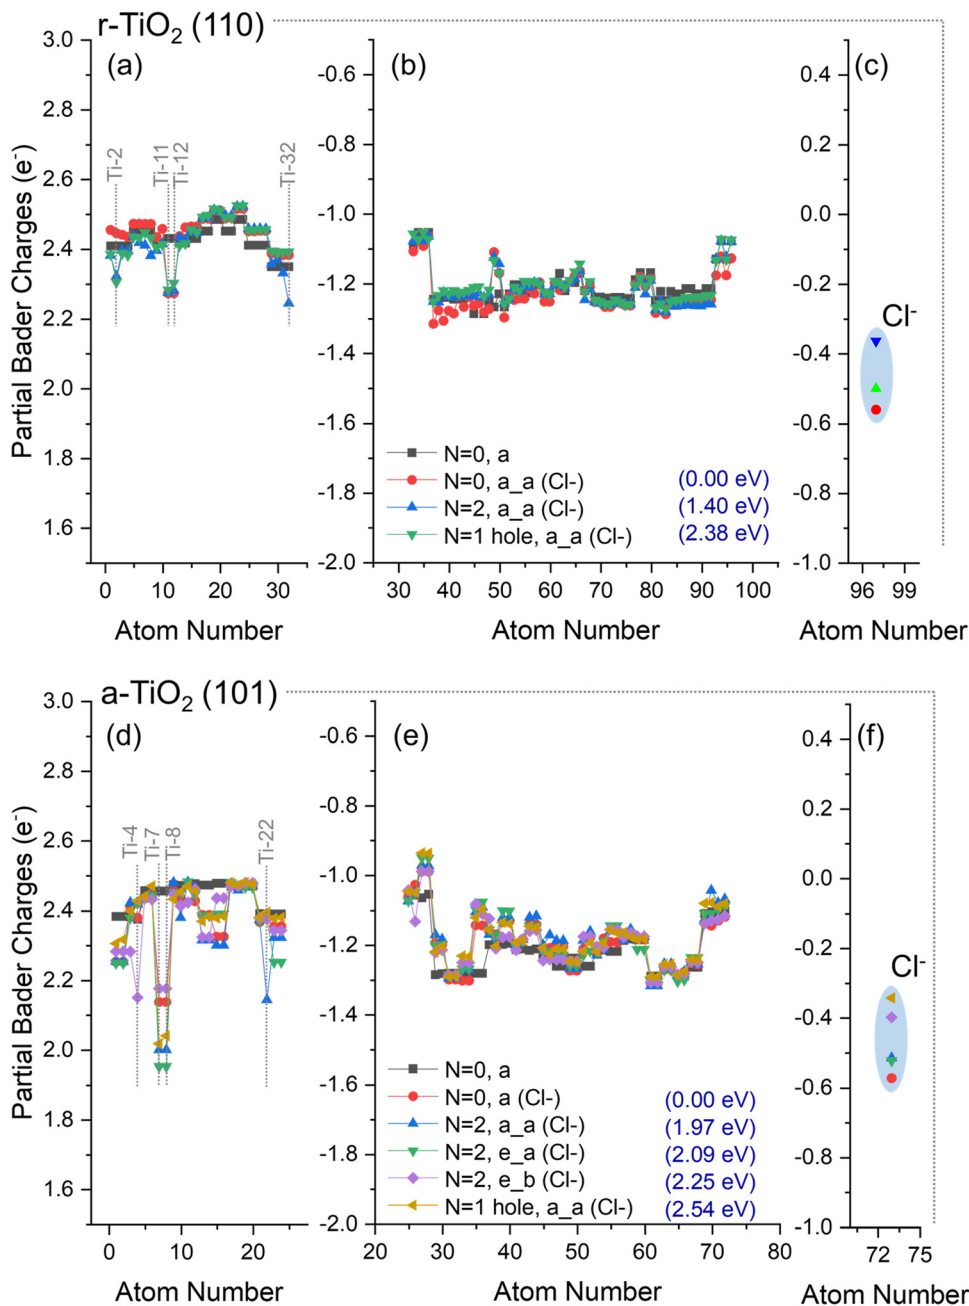 r-TiO₂ (110)
(a)
(b)
(c)
Partial Bader Charges (e⁻)
3.0
2.8
2.6
2.4
2.2
2.0
1.8
1.6
Ti-2
Ti-11
Ti-12
Ti-32
0
10
20
30
Atom Number
-0.6
-0.8
-1.0
-1.2
-1.4
-1.6
-1.8
-2.0
N=0, a
N=0, a_a (Cl-) (0.00 eV)
N=2, a_a (Cl-) (1.40 eV)
N=1 hole, a_a (Cl-) (2.38 eV)
30 40 50 60 70 80 90 100
Atom Number
0.4
0.2
0.0
-0.2
-0.4
-0.6
-0.8
-1.0
Cl⁻
96 99
Atom Number
a-TiO₂ (101)
(d)
(e)
(f)
Partial Bader Charges (e⁻)
3.0
2.8
2.6
2.4
2.2
2.0
1.8
1.6
Ti-4
Ti-7
Ti-8
Ti-22
0
10
20
Atom Number
-0.6
-0.8
-1.0
-1.2
-1.4
-1.6
-1.8
-2.0
N=0, a
N=0, a (Cl-) (0.00 eV)
N=2, a_a (Cl-) (1.97 eV)
N=2, e_a (Cl-) (2.09 eV)
N=2, e_b (Cl-) (2.25 eV)
N=1 hole, a_a (Cl-) (2.54 eV)
20 30 40 50 60 70 80
Atom Number
0.4
0.2
0.0
-0.2
-0.4
-0.6
-0.8
-1.0
Cl⁻
72 75
Atom Number